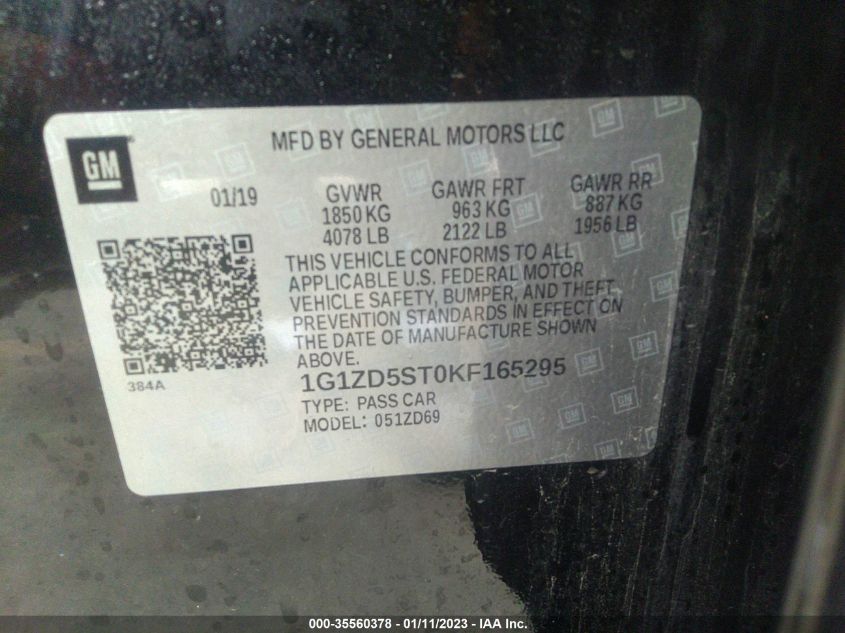 MFD BY GENERAL MOTORS LLC
GM
01/19
GVWR
1850 KG
4078 LB
GAWR FRT
963 KG
2122 LB
GAWR RR
887 KG
1956 LB
THIS VEHICLE CONFORMS TO ALL
APPLICABLE U.S. FEDERAL MOTOR
VEHICLE SAFETY, BUMPER, AND THEFT
PREVENTION STANDARDS IN EFFECT ON
THE DATE OF MANUFACTURE SHOWN
ABOVE.
384A
1G1ZD5ST0KF165295
TYPE: PASS CAR
MODEL: 051ZD69
000-35560378 - 01/11/2023 - IAA Inc.